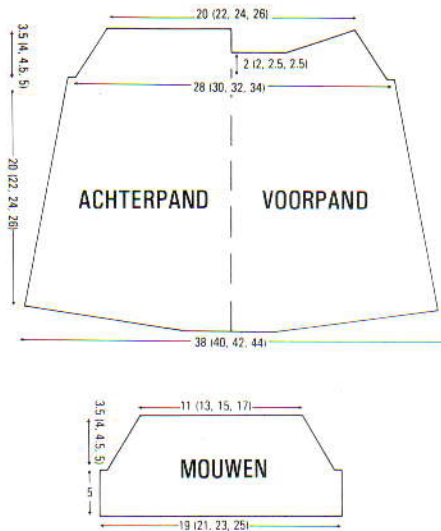 20 (22, 24, 26)
3.5 (4, 4.5, 5)
2 (2, 2.5, 2.5)
28 (30, 32, 34)
20 (22, 24, 26)
ACHTERPAND
VOORPAND
38 (40, 42, 44)
11 (13, 15, 17)
3.5 (4, 4.5, 5)
MOUWEN
5
19 (21, 23, 25)